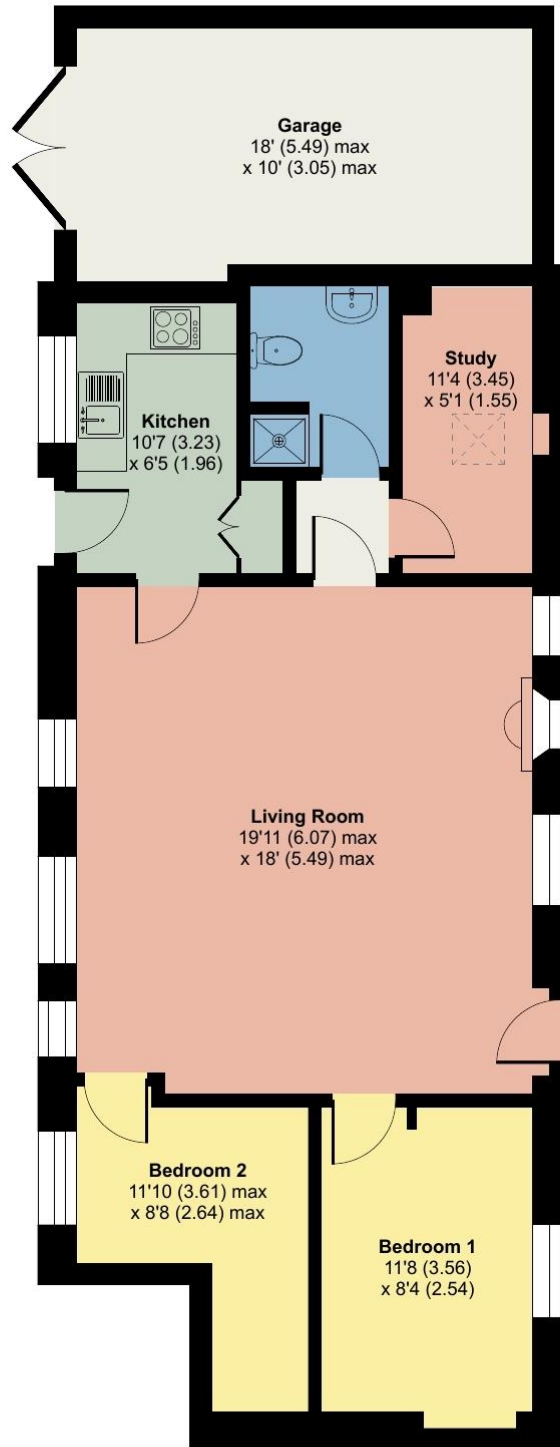 Garage
18' (5.49) max
x 10' (3.05) max
Study
11'4 (3.45)
x 5'1 (1.55)
Kitchen
10'7 (3.23)
x 6'5 (1.96)
Living Room
19'11 (6.07) max
x 18' (5.49) max
Bedroom 2
11'10 (3.61) max
x 8'8 (2.64) max
Bedroom 1
11'8 (3.56)
x 8'4 (2.54)